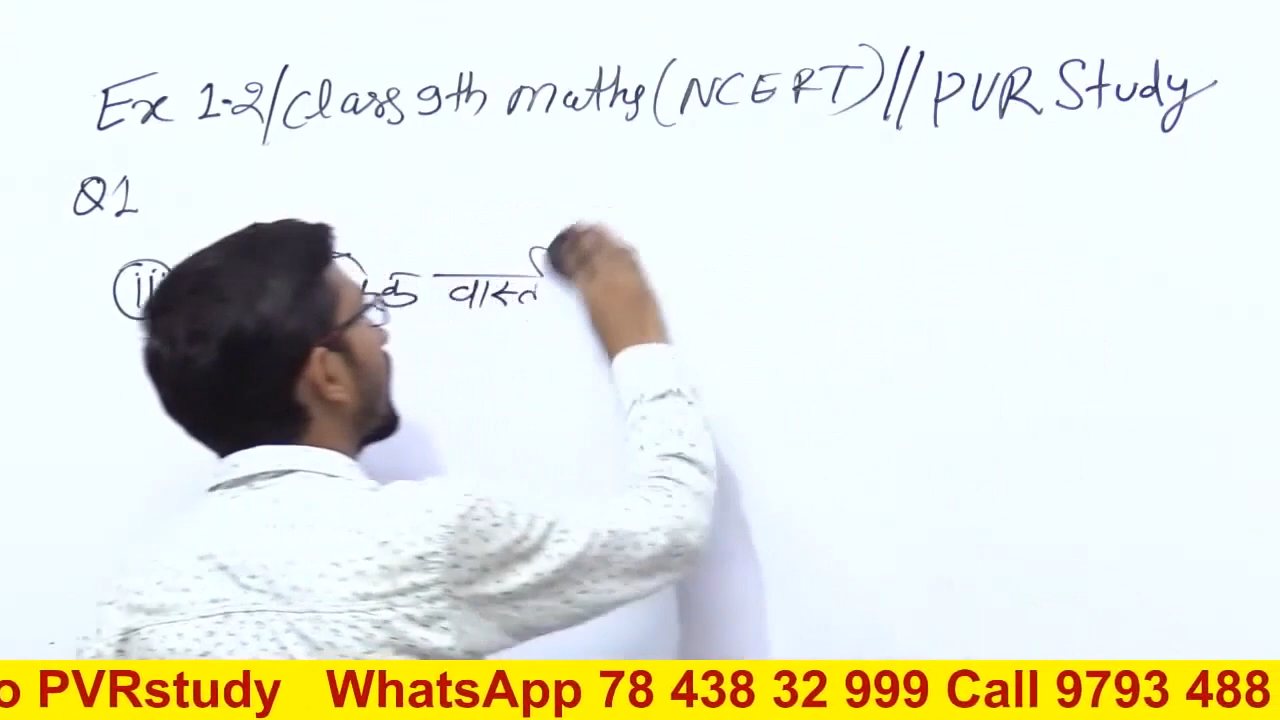 Ex 1.2/Class 9th maths (NCERT)//PVR Study
Q1
वास्त
o PVRstudy WhatsApp 78 438 32 999 Call 9793 488